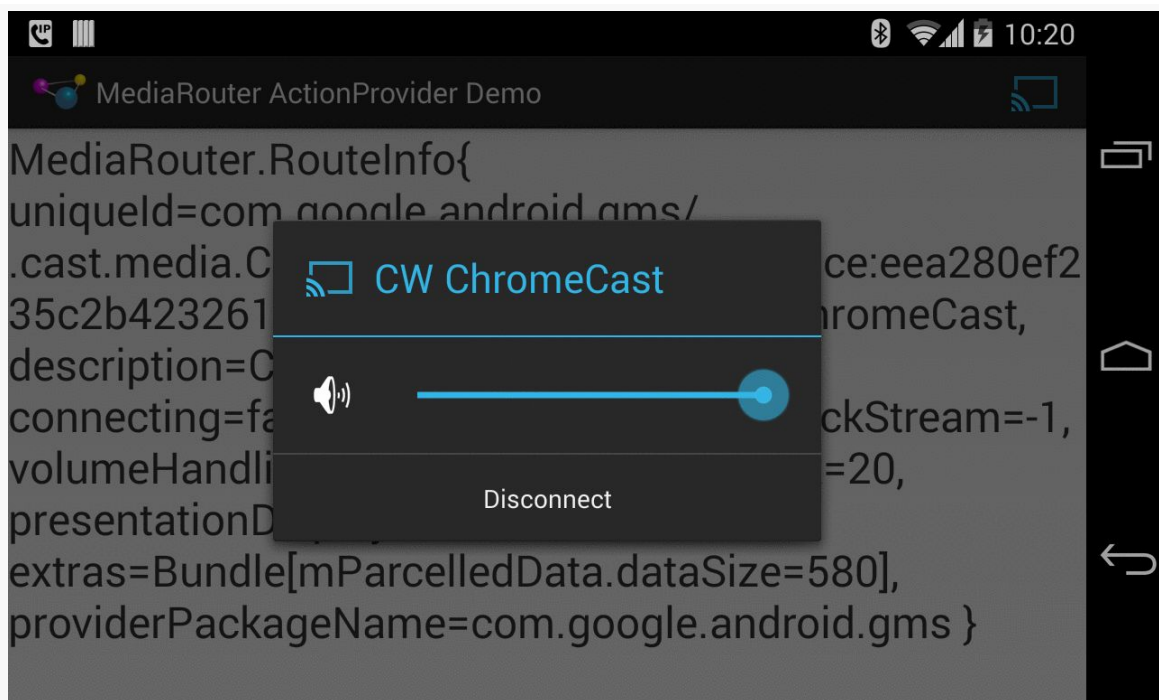 10:20
MediaRouter ActionProvider Demo
MediaRouter.RouteInfo{
uniqueId=com.google.android.gms/
.cast.media.C ce:eea280ef2
35c2b423261 romeCast,
description=C
connecting=fa ckStream=-1,
volumeHandli =20,
presentationD
extras=Bundle[mParcelledData.dataSize=580],
providerPackageName=com.google.android.gms }
CW ChromeCast
Disconnect